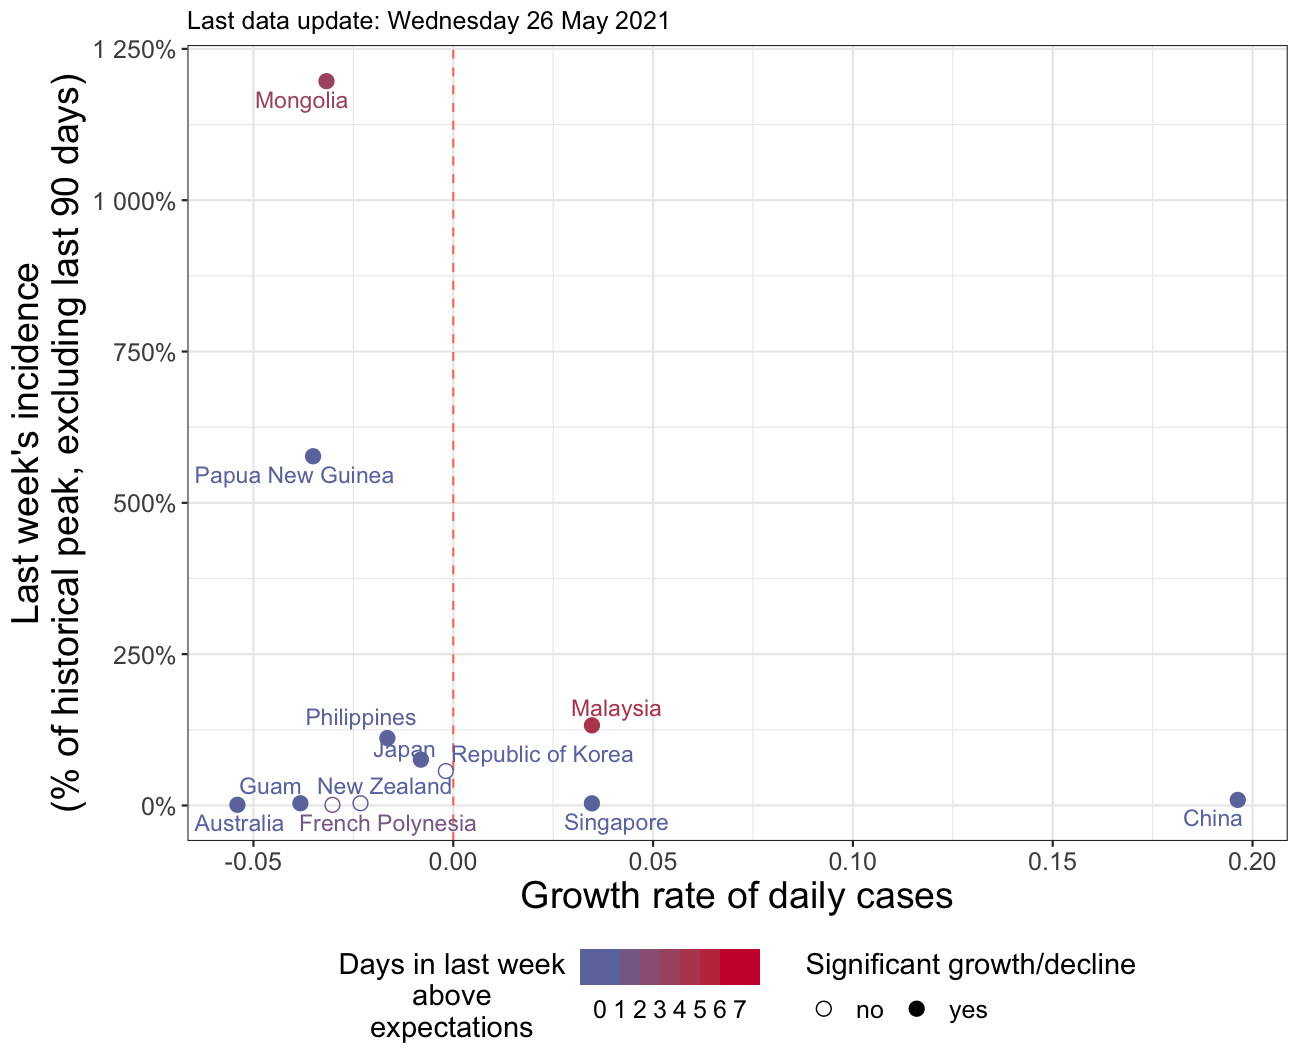 Last data update: Wednesday 26 May 2021
Last week's incidence
(% of historical peak, excluding last 90 days)
1 250%
1 000%
750%
500%
250%
0%
Mongolia
Papua New Guinea
Philippines
Malaysia
Japan
Republic of Korea
Guam
New Zealand
Australia
French Polynesia
Singapore
China
-0.05
0.00
0.05
0.10
0.15
0.20
Growth rate of daily cases
Days in last week
above
expectations
0 1 2 3 4 5 6 7
Significant growth/decline
no
yes